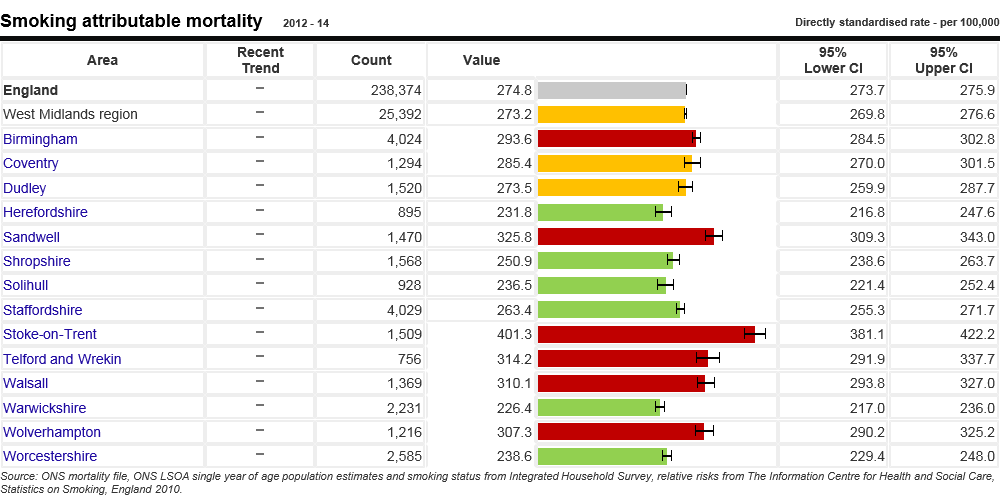 Smoking attributable mortality 2012 - 14 Directly standardised rate - per 100,000
Area Recent Trend Count Value 95% Lower CI 95% Upper CI
England – 238,374 274.8 273.7 275.9
West Midlands region – 25,392 273.2 269.8 276.6
Birmingham – 4,024 293.6 284.5 302.8
Coventry – 1,294 285.4 270.0 301.5
Dudley – 1,520 273.5 259.9 287.7
Herefordshire – 895 231.8 216.8 247.6
Sandwell – 1,470 325.8 309.3 343.0
Shropshire – 1,568 250.9 238.6 263.7
Solihull – 928 236.5 221.4 252.4
Staffordshire – 4,029 263.4 255.3 271.7
Stoke-on-Trent – 1,509 401.3 381.1 422.2
Telford and Wrekin – 756 314.2 291.9 337.7
Walsall – 1,369 310.1 293.8 327.0
Warwickshire – 2,231 226.4 217.0 236.0
Wolverhampton – 1,216 307.3 290.2 325.2
Worcestershire – 2,585 238.6 229.4 248.0
Source: ONS mortality file, ONS LSOA single year of age population estimates and smoking status from Integrated Household Survey, relative risks from The Information Centre for Health and Social Care,
Statistics on Smoking, England 2010.